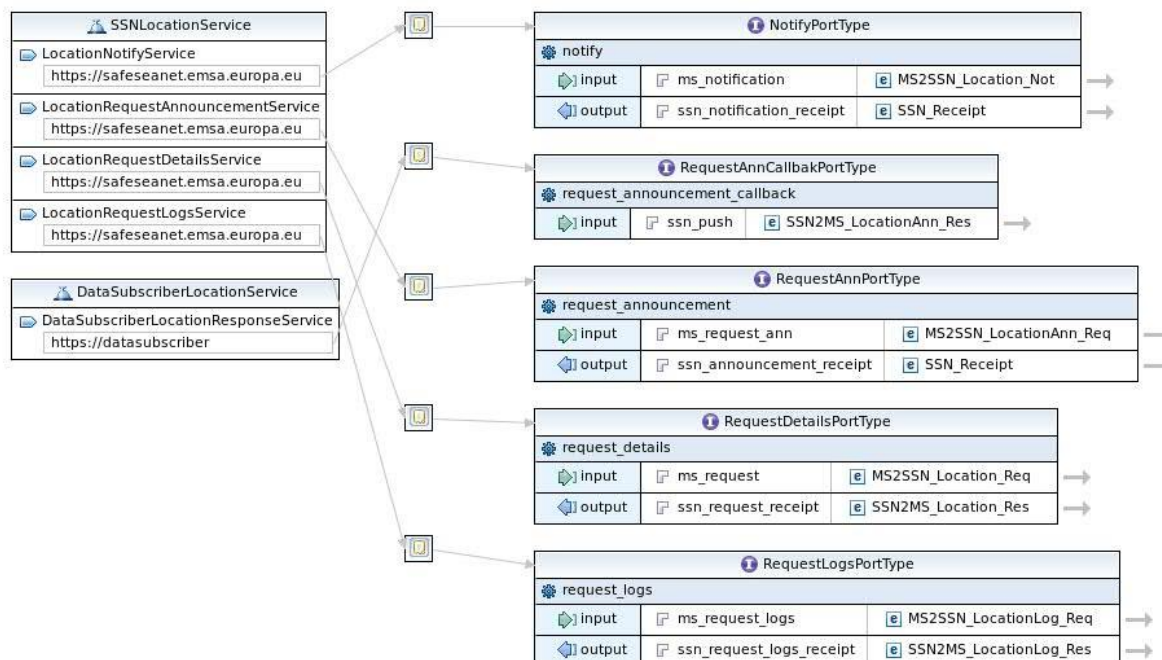 SSNLocationService
LocationNotifyService
https://safeseanet.emsa.europa.eu
LocationRequestAnnouncementService
https://safeseanet.emsa.europa.eu
LocationRequestDetailsService
https://safeseanet.emsa.europa.eu
LocationRequestLogsService
https://safeseanet.emsa.europa.eu
DataSubscriberLocationService
DataSubscriberLocationResponseService
https://datasubscriber
NotifyPortType
notify
input ms_notification MS2SSN_Location_Not
output ssn_notification_receipt SSN_Receipt
RequestAnnCallbakPortType
request_announcement_callback
input ssn_push SSN2MS_LocationAnn_Res
RequestAnnPortType
request_announcement
input ms_request_ann MS2SSN_LocationAnn_Req
output ssn_announcement_receipt SSN_Receipt
RequestDetailsPortType
request_details
input ms_request MS2SSN_Location_Req
output ssn_request_receipt SSN2MS_Location_Res
RequestLogsPortType
request_logs
input ms_request_logs MS2SSN_LocationLog_Req
output ssn_request_logs_receipt SSN2MS_LocationLog_Res